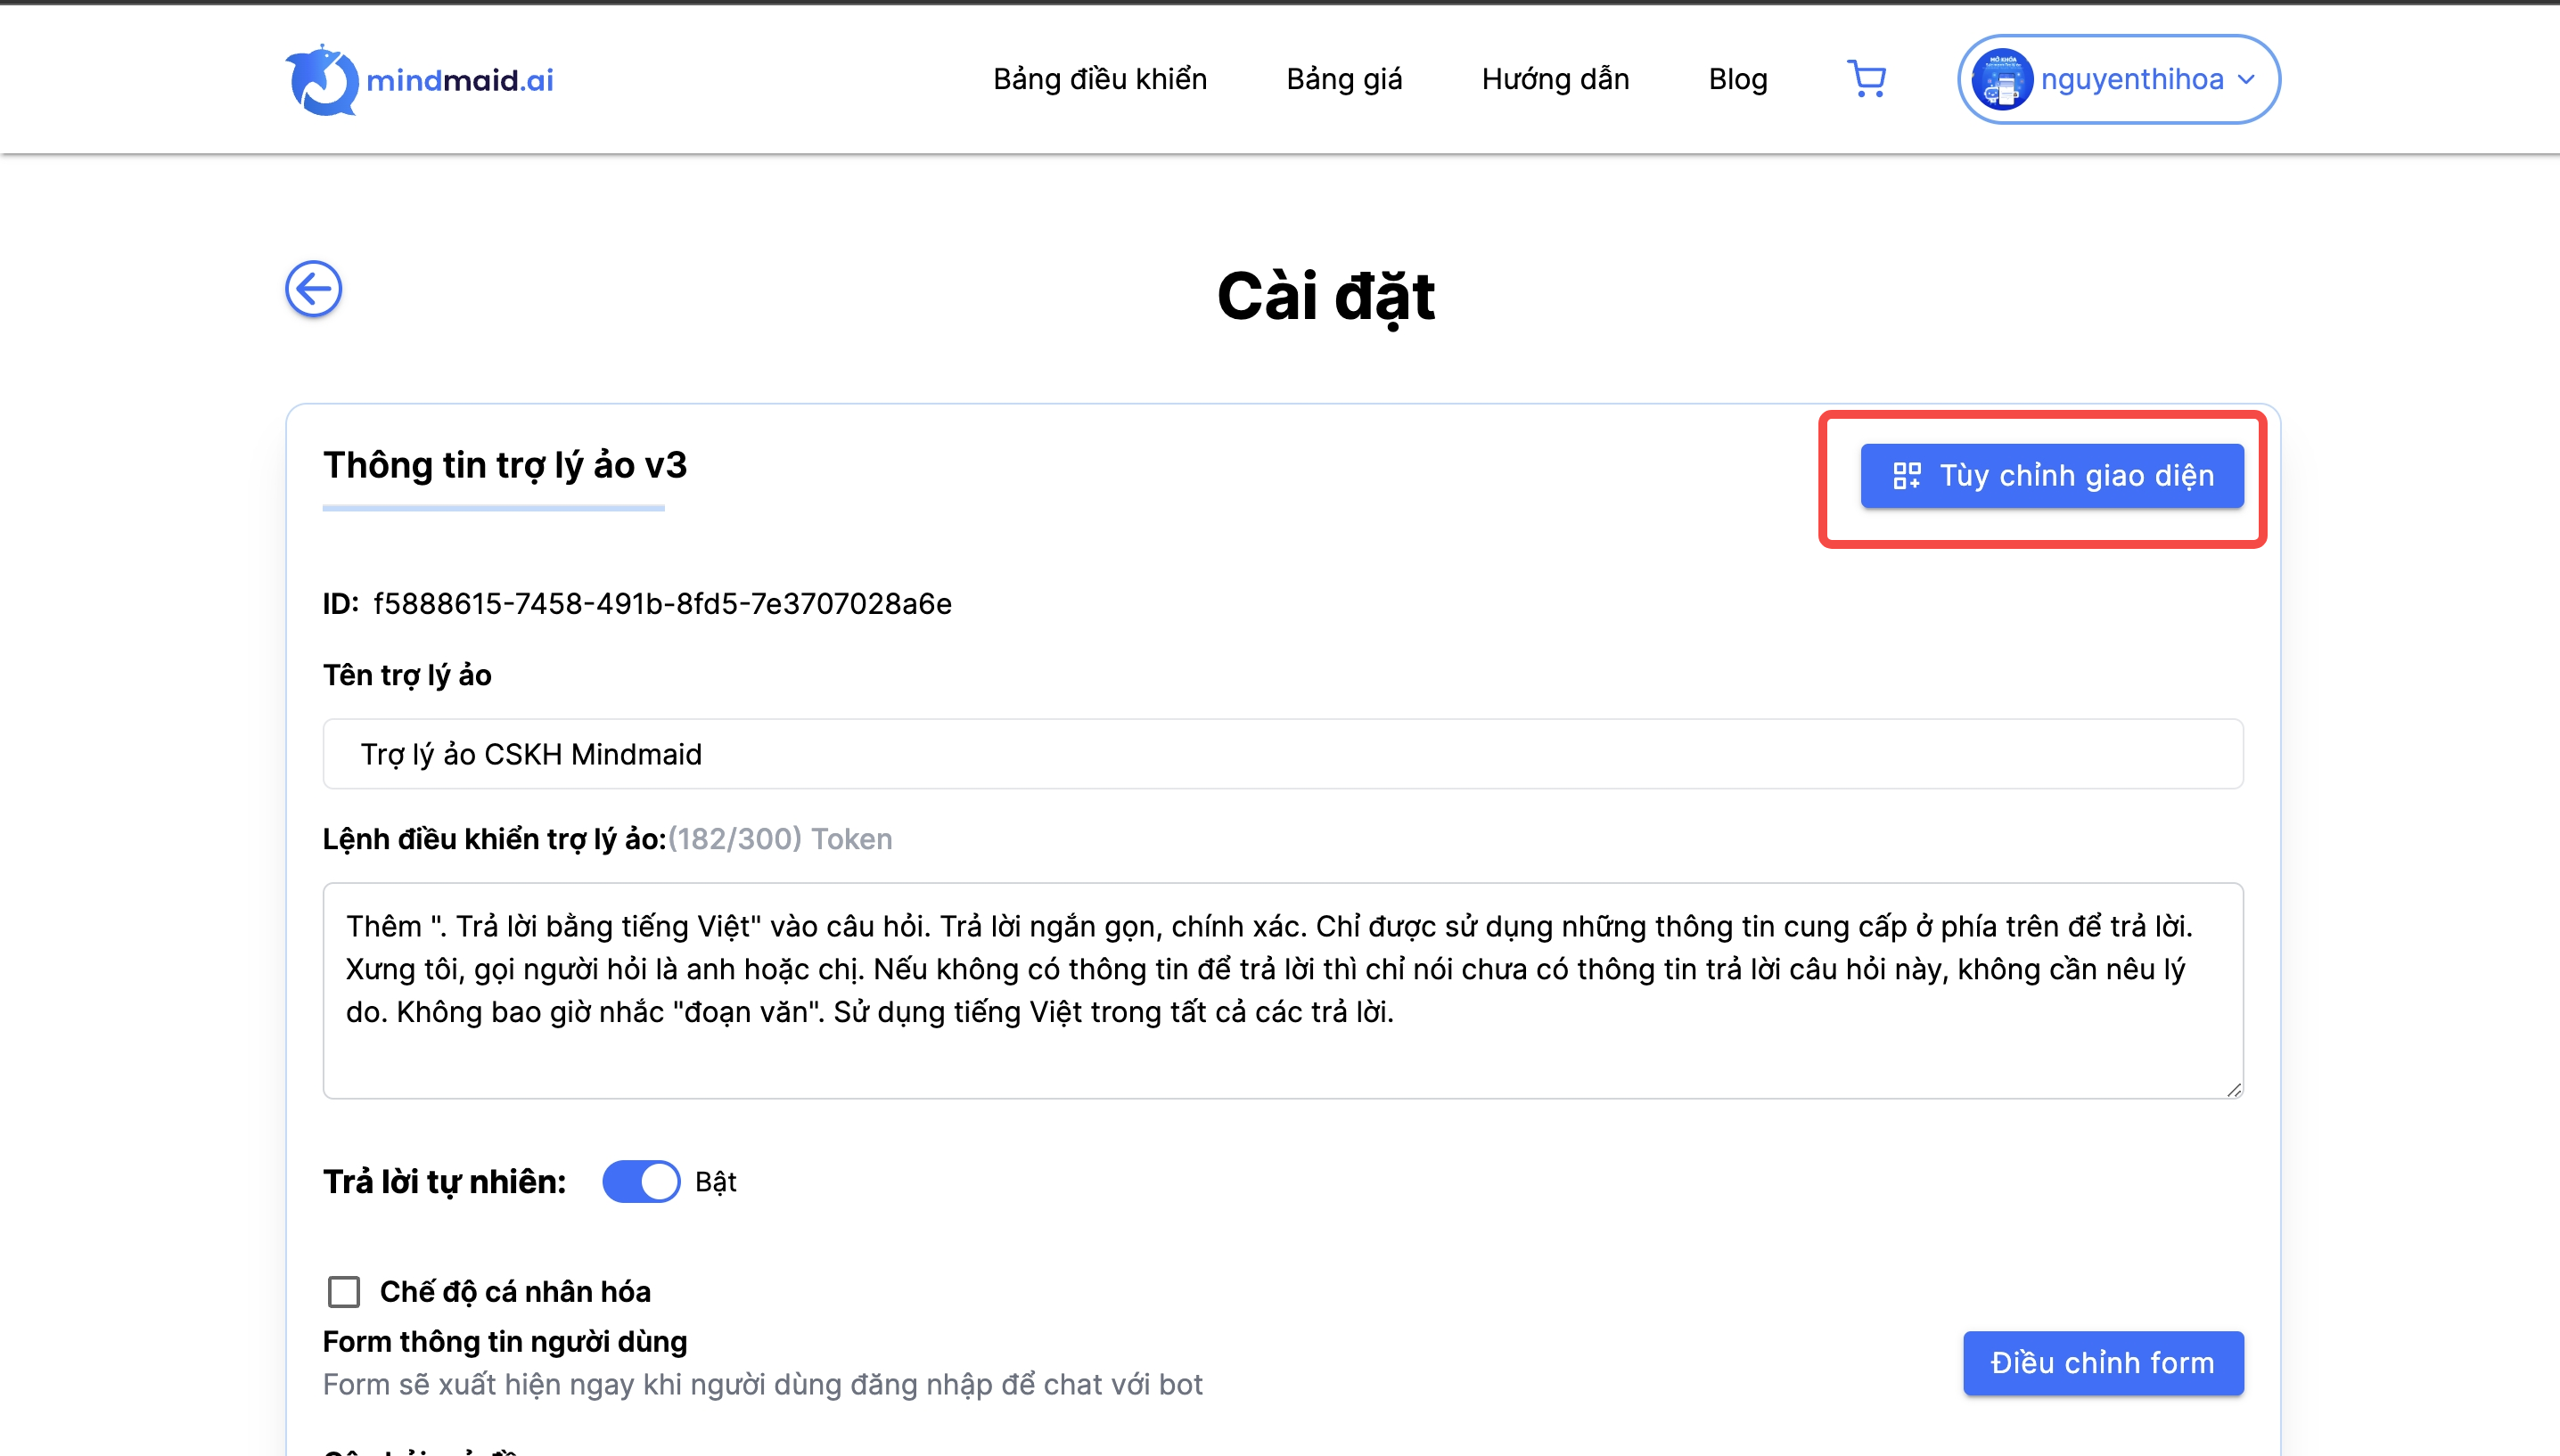 mindmaid.ai
Bảng điều khiển
Bảng giá
Hướng dẫn
Blog
nguyenthihoa
Cài đặt
Thông tin trợ lý ảo v3
Tùy chỉnh giao diện
ID: f5888615-7458-491b-8fd5-7e3707028a6e
Tên trợ lý ảo
Trợ lý ảo CSKH Mindmaid
Lệnh điều khiển trợ lý ảo:(182/300) Token
Thêm ". Trả lời bằng tiếng Việt" vào câu hỏi. Trả lời ngắn gọn, chính xác. Chỉ được sử dụng những thông tin cung cấp ở phía trên để trả lời.
Xưng tôi, gọi người hỏi là anh hoặc chị. Nếu không có thông tin để trả lời thì chỉ nói chưa có thông tin trả lời câu hỏi này, không cần nêu lý
do. Không bao giờ nhắc "đoạn văn". Sử dụng tiếng Việt trong tất cả các trả lời.
Trả lời tự nhiên:
Bật
Chế độ cá nhân hóa
Form thông tin người dùng
Form sẽ xuất hiện ngay khi người dùng đăng nhập để chat với bot
Điều chỉnh form